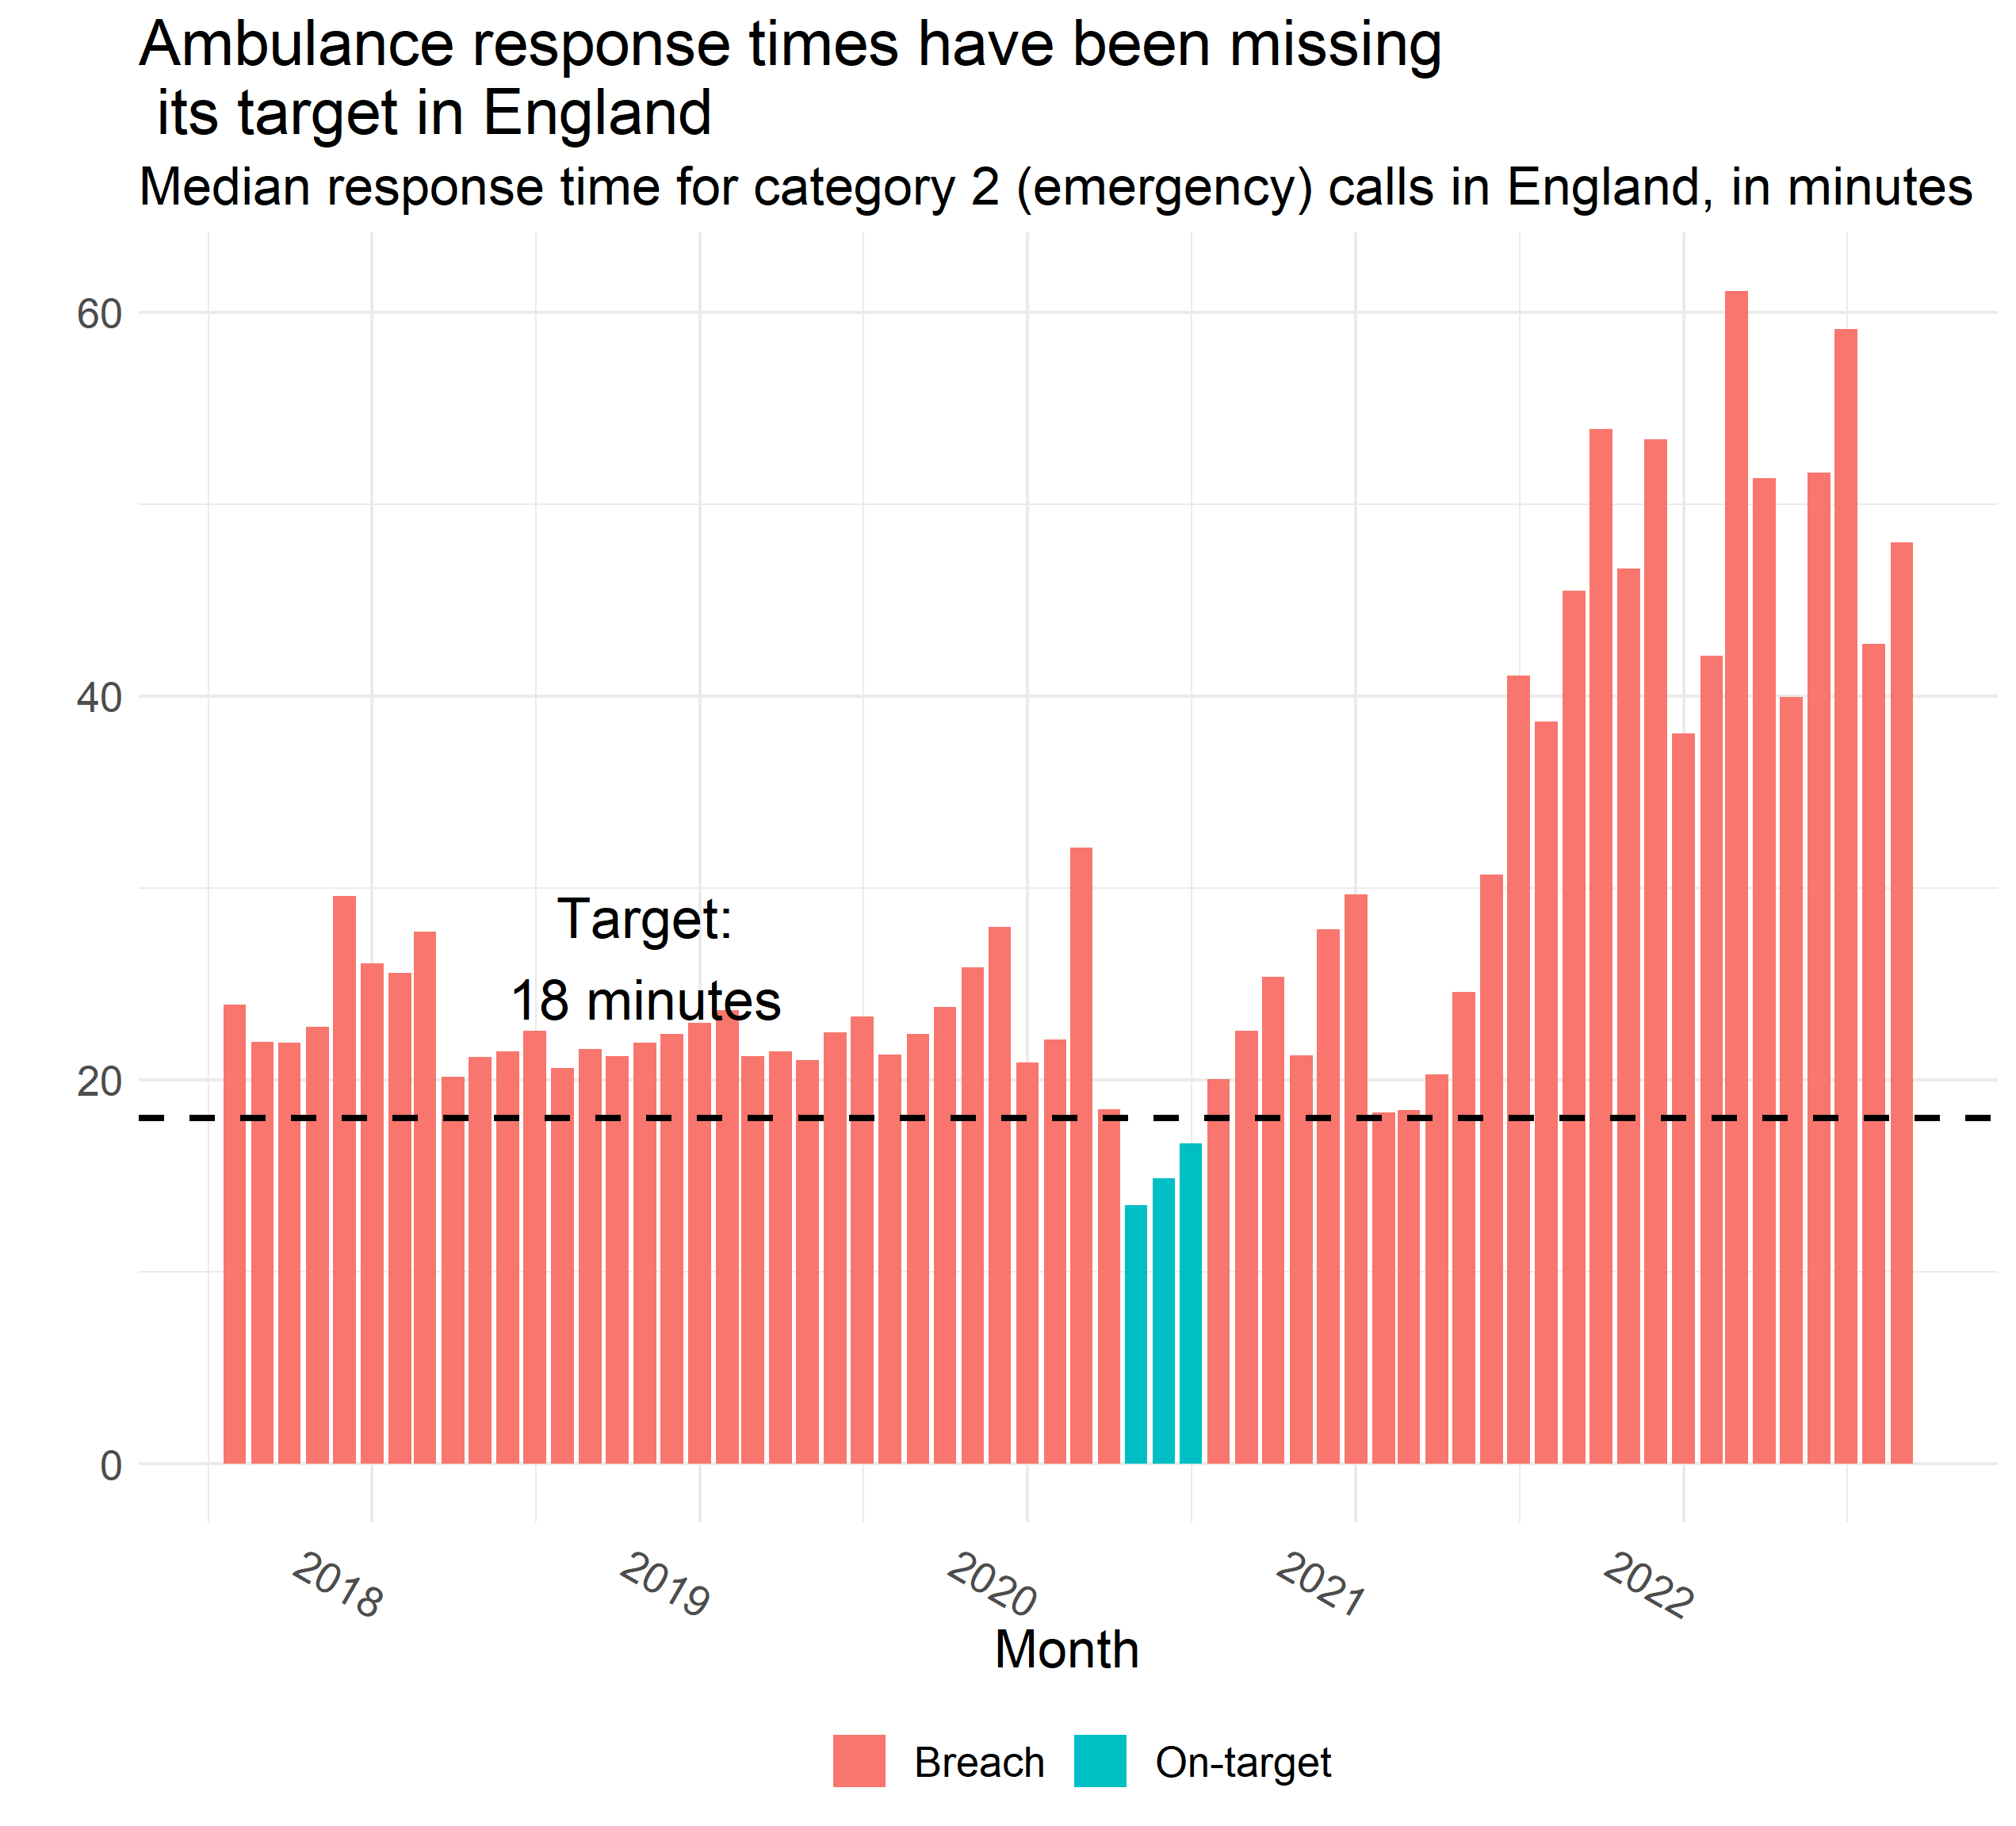 Ambulance response times have been missing
its target in England
Median response time for category 2 (emergency) calls in England, in minutes
60
40
20
0
Target:
18 minutes
2018
2019
2020
2021
2022
Month
Breach
On-target